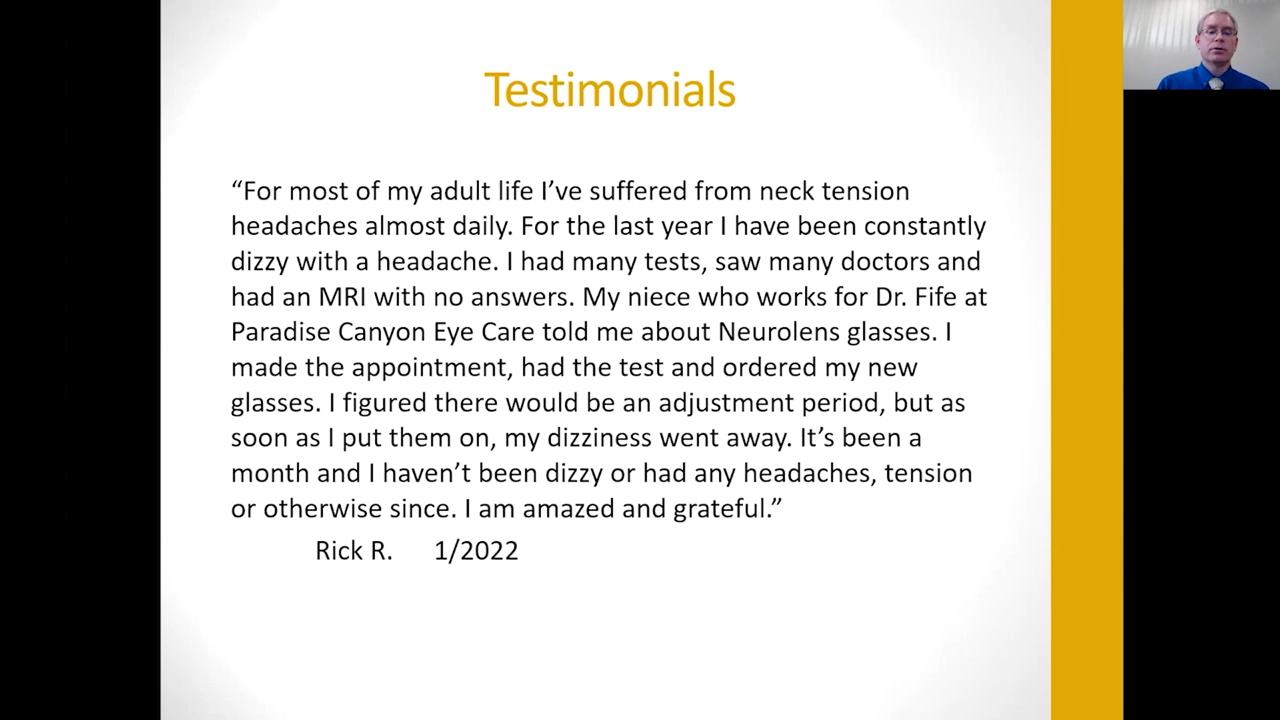 Testimonials
“For most of my adult life I’ve suffered from neck tension
headaches almost daily. For the last year I have been constantly
dizzy with a headache. I had many tests, saw many doctors and
had an MRI with no answers. My niece who works for Dr. Fife at
Paradise Canyon Eye Care told me about Neurolens glasses. I
made the appointment, had the test and ordered my new
glasses. I figured there would be an adjustment period, but as
soon as I put them on, my dizziness went away. It’s been a
month and I haven’t been dizzy or had any headaches, tension
or otherwise since. I am amazed and grateful.”
Rick R. 1/2022